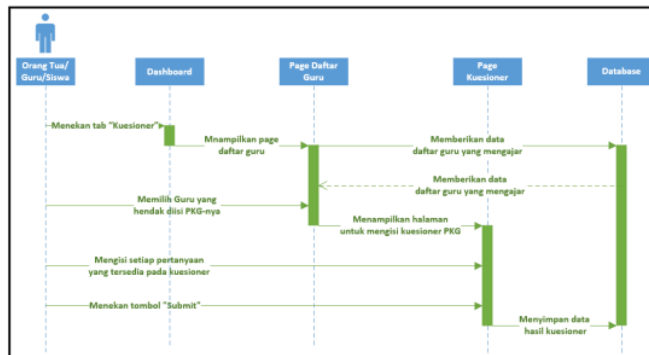 Orang Tua/
Guru/Siswa
Dashboard
Page Daftar
Guru
Page
Kuesioner
Database
Menekan tab "Kuesioner"
Mnampilkan page
daftar guru
Memberikan data
daftar guru yang mengajar
Memberikan data
daftar guru yang mengajar
Memilih Guru yang
hendak diisi PKG-nya
Menampilkan halaman
untuk mengisi kuesioner PKG
Mengisi setiap pertanyaan
yang tersedia pada kuesioner
Menekan tombol "Submit"
Menyimpan data
hasil kuesioner